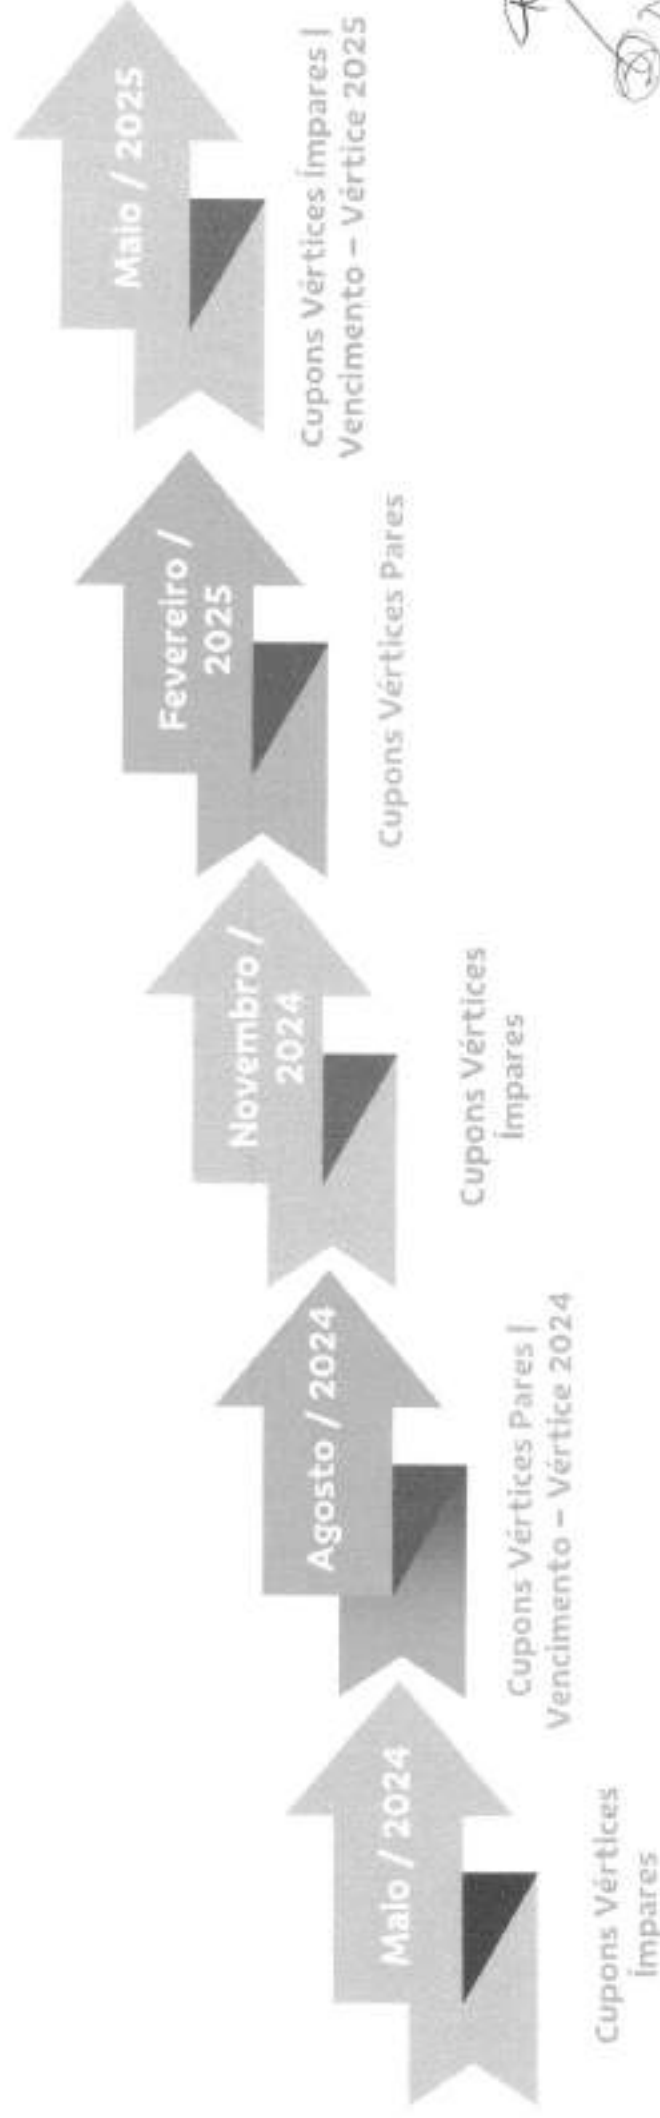 Maio / 2024
Cupons Vértices
Ímpares
Agosto / 2024
Cupons Vértices Pares |
Vencimento – Vértice 2024
Novembro /
2024
Cupons Vértices
Ímpares
Fevereiro /
2025
Cupons Vértices Pares
Maio / 2025
Cupons Vértices Ímpares |
Vencimento – Vértice 2025